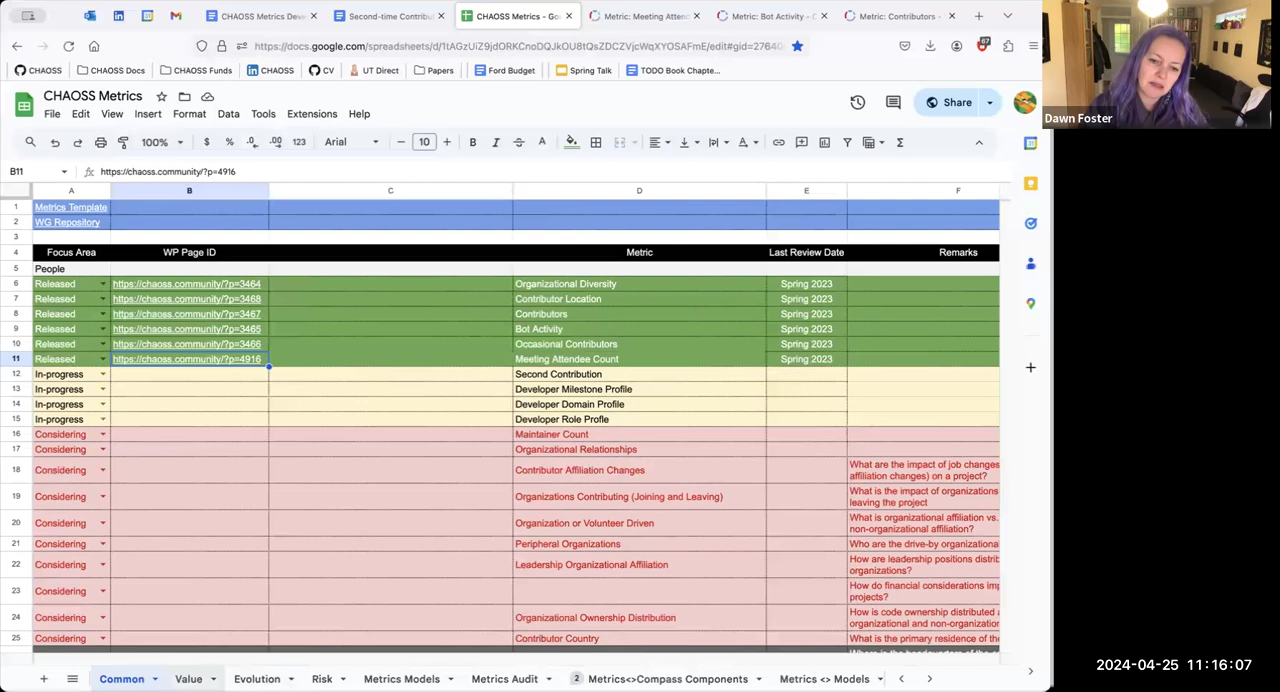 CHAOSS Metrics Dev
Second-time Contribut
CHAOSS Metrics - Go
Metric: Meeting Attend
Metric: Bot Activity - C
Metric: Contributors -
https://docs.google.com/spreadsheets/d/
CHAOSS
CHAOSS Docs
CHAOSS Funds
CHAOSS
CV
UT Direct
Papers
Ford Budget
Spring Talk
TODO Book Chapte...
Dawn Foster
CHAOSS Metrics
File Edit View Insert Format Data Tools Extensions Help
Share
100% $ % .0 .00 123 Arial 10 B I A
B11 fx https://chaoss.community/?p=4916
A B C D E F
1 Metrics Template
2 WG Repository
3
4 Focus Area WP Page ID Metric Last Review Date Remarks
5 People
6 Released https://chaoss.community/?p=3464 Organizational Diversity Spring 2023
7 Released https://chaoss.community/?p=3468 Contributor Location Spring 2023
8 Released https://chaoss.community/?p=3467 Contributors Spring 2023
9 Released https://chaoss.community/?p=3465 Bot Activity Spring 2023
10 Released https://chaoss.community/?p=3466 Occasional Contributors Spring 2023
11 Released https://chaoss.community/?p=4916 Meeting Attendee Count Spring 2023
12 In-progress Second Contribution
13 In-progress Developer Milestone Profile
14 In-progress Developer Domain Profile
15 In-progress Developer Role Profle
16 Considering Maintainer Count
17 Considering Organizational Relationships
18 Considering Contributor Affiliation Changes What are the impact of job changes
affiliation changes) on a project?
19 Considering Organizations Contributing (Joining and Leaving) What is the impact of organizations
leaving the project
20 Considering Organization or Volunteer Driven What is organizational affiliation vs.
non-organizational affiliation?
21 Considering Peripheral Organizations Who are the drive-by organizational
22 Considering Leadership Organizational Affiliation How are leadership positions distrib
organizations?
23 Considering How do financial considerations imp
projects?
24 Considering Organizational Ownership Distribution How is code ownership distributed a
organizational and non-organization
25 Considering Contributor Country What is the primary residence of the
Common Value Evolution Risk Metrics Models Metrics Audit 2 Metrics<>Compass Components Metrics <> Models
2024-04-25 11:16:07